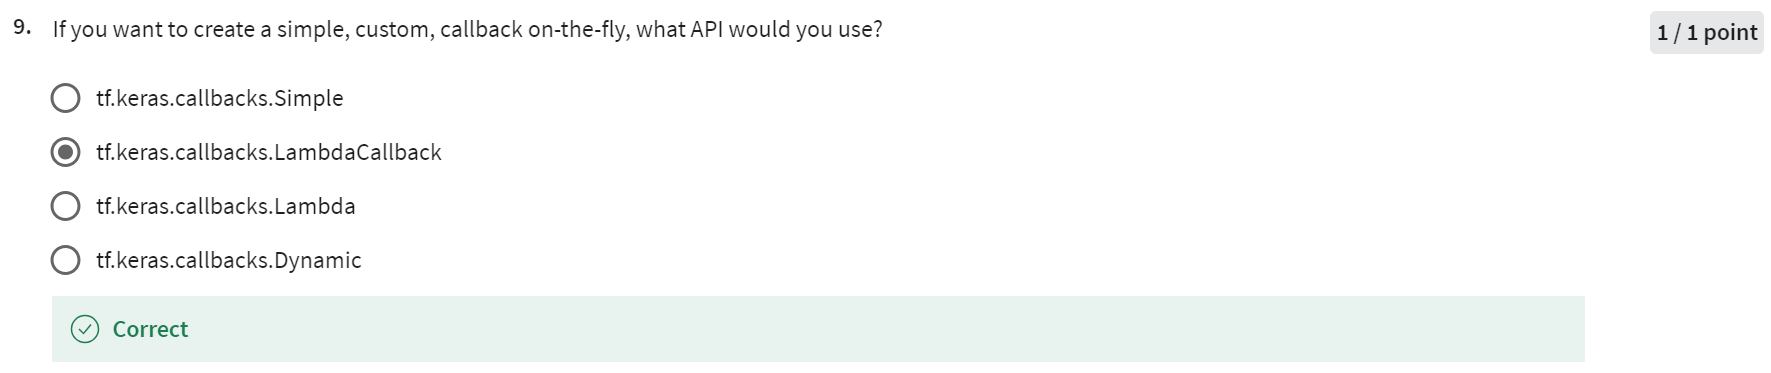 9. If you want to create a simple, custom, callback on-the-fly, what API would you use?
1 / 1 point
tf.keras.callbacks.Simple
tf.keras.callbacks.LambdaCallback
tf.keras.callbacks.Lambda
tf.keras.callbacks.Dynamic
Correct